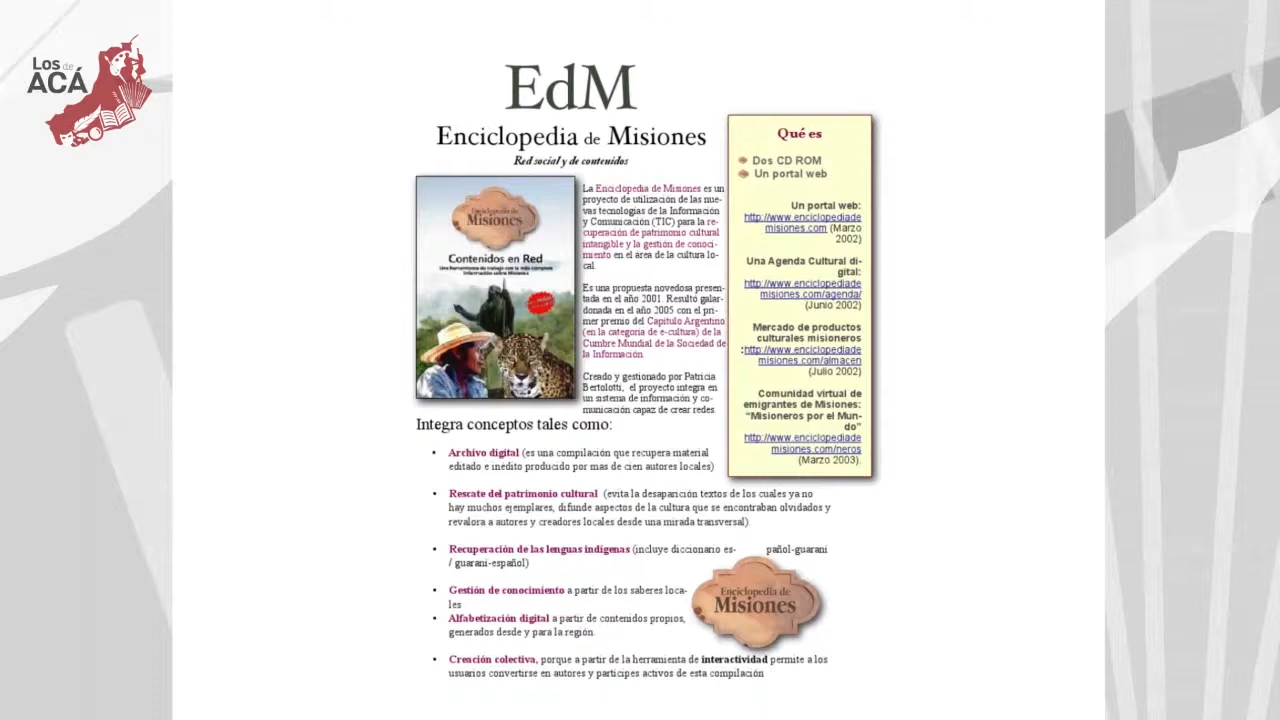 Los de
ACÁ
EdM
Enciclopedia de Misiones
Red social y de contenidos
Enciclopedia de
Misiones
Contenidos en Red
Una herramienta de trabajo con la más completa
información sobre Misiones
La Enciclopedia de Misiones es un
proyecto de utilización de las nue-
vas tecnologías de la Información
y Comunicación (TIC) para la re-
cuperación de patrimonio cultural
intangible y la gestión de conoci-
miento en el área de la cultura lo-
cal.
Es una propuesta novedosa presen-
tada en el año 2001. Resultó galar-
donada en el año 2005 con el pri-
mer premio del Capítulo Argentino
(en la categoría de e-cultura) de la
Cumbre Mundial de la Sociedad de
la Información.
Creado y gestionado por Patricia
Bertolotti, el proyecto integra en
un sistema de información y co-
municación capaz de crear redes.
Qué es
Dos CD ROM
Un portal web
Un portal web:
http://www.enciclopediade
misiones.com (Marzo
2002)
Una Agenda Cultural di-
gital:
http://www.enciclopediade
misiones.com/agenda/
(Junio 2002)
Mercado de productos
culturales misioneros
:http://www.enciclopediade
misiones.com/almacen
(Julio 2002)
Comunidad virtual de
emigrantes de Misiones:
“Misioneros por el Mun-
do”
http://www.enciclopediade
misiones.com/neros
(Marzo 2003).
Integra conceptos tales como:
• Archivo digital (es una compilación que recupera material
editado e inédito producido por mas de cien autores locales)
• Rescate del patrimonio cultural (evita la desaparición textos de los cuales ya no
hay muchos ejemplares, difunde aspectos de la cultura que se encontraban olvidados y
revalora a autores y creadores locales desde una mirada transversal).
• Recuperación de las lenguas indígenas (incluye diccionario es- pañol-guaraní
/ guaraní-español)
• Gestión de conocimiento a partir de los saberes loca-
les
• Alfabetización digital a partir de contenidos propios,
generados desde y para la región.
Enciclopedia de
Misiones
• Creación colectiva, porque a partir de la herramienta de interactividad permite a los
usuarios convertirse en autores y partícipes activos de esta compilación